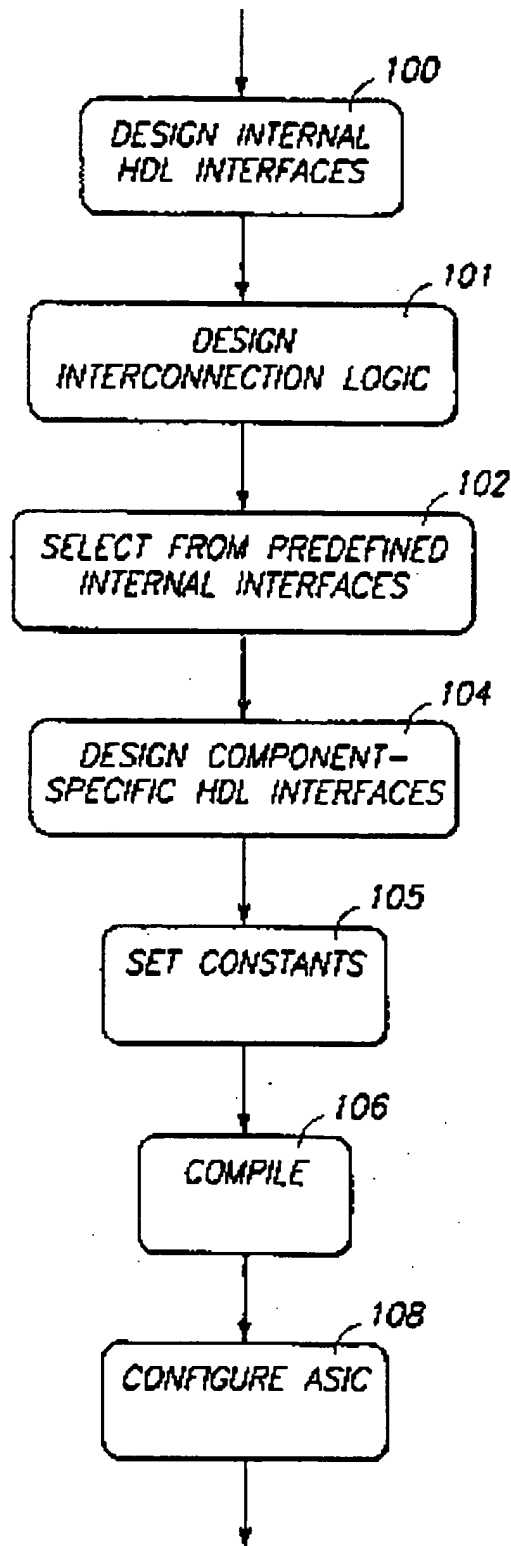 100
DESIGN INTERNAL
HDL INTERFACES
101
DESIGN
INTERCONNECTION LOGIC
102
SELECT FROM PREDEFINED
INTERNAL INTERFACES
104
DESIGN COMPONENT-
SPECIFIC HDL INTERFACES
105
SET CONSTANTS
106
COMPILE
108
CONFIGURE ASIC